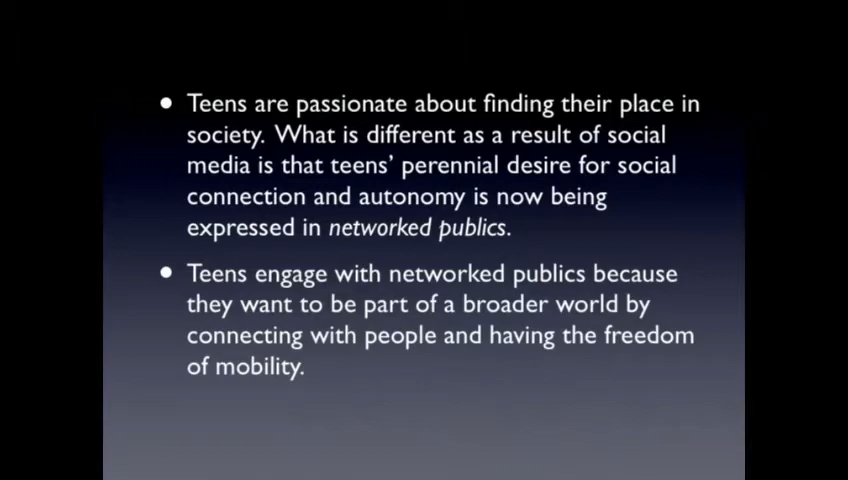 • Teens are passionate about finding their place in
society. What is different as a result of social
media is that teens’ perennial desire for social
connection and autonomy is now being
expressed in networked publics.
• Teens engage with networked publics because
they want to be part of a broader world by
connecting with people and having the freedom
of mobility.